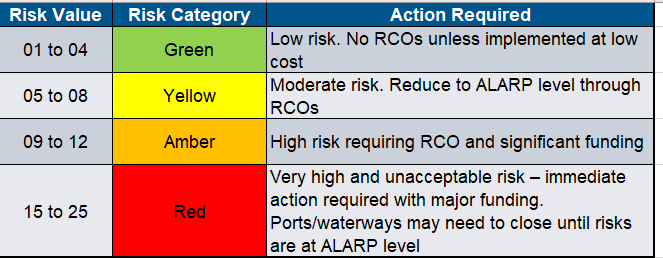 Risk Value Risk Category Action Required
01 to 04 Green Low risk. No RCOs unless implemented at low
cost
05 to 08 Yellow Moderate risk. Reduce to ALARP level through
RCOs
09 to 12 Amber High risk requiring RCO and significant funding
15 to 25 Red Very high and unacceptable risk – immediate
action required with major funding.
Ports/waterways may need to close until risks
are at ALARP level